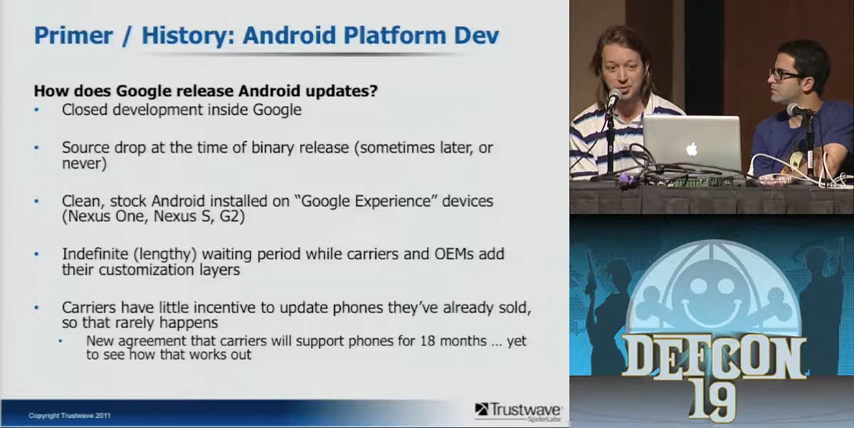 Primer / History: Android Platform Dev
How does Google release Android updates?
• Closed development inside Google
• Source drop at the time of binary release (sometimes later, or
never)
• Clean, stock Android installed on “Google Experience” devices
(Nexus One, Nexus S, G2)
• Indefinite (lengthy) waiting period while carriers and OEMs add
their customization layers
• Carriers have little incentive to update phones they’ve already sold,
so that rarely happens
• New agreement that carriers will support phones for 18 months … yet
to see how that works out
Copyright Trustwave 2011
Trustwave®
SpiderLabs
DEFCON
19